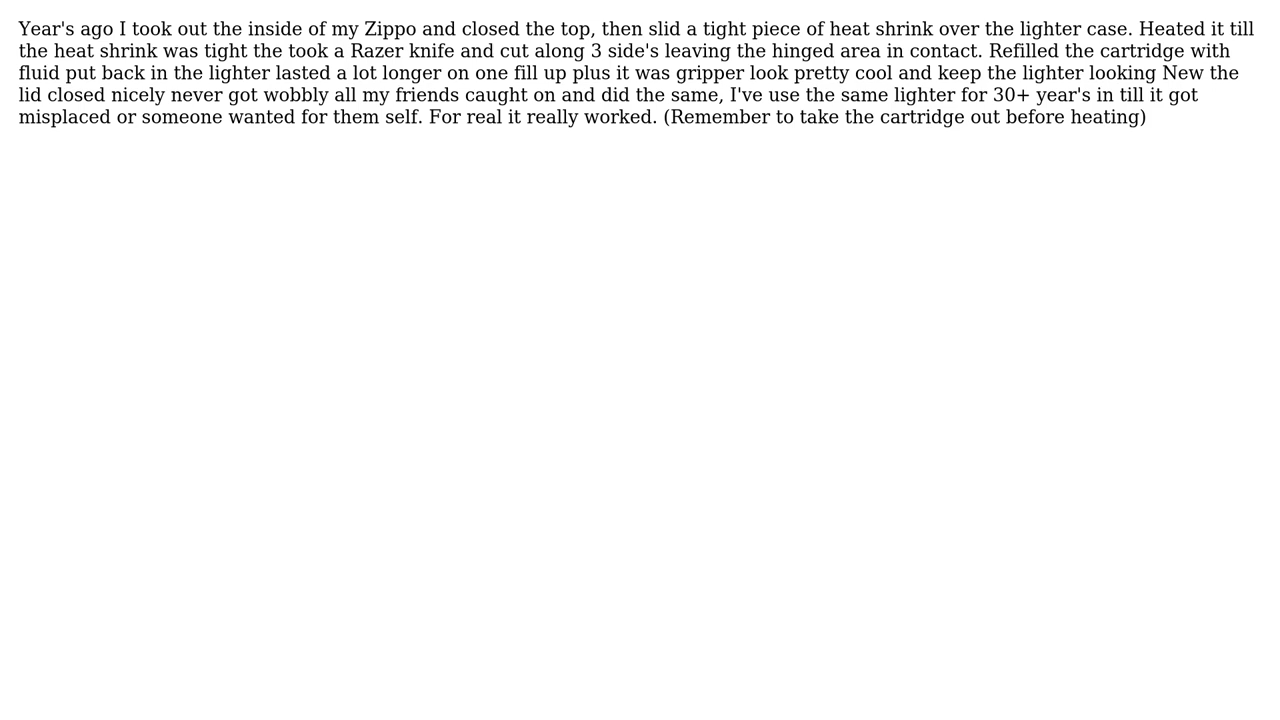 Year's ago I took out the inside of my Zippo and closed the top, then slid a tight piece of heat shrink over the lighter case. Heated it till
the heat shrink was tight the took a Razer knife and cut along 3 side's leaving the hinged area in contact. Refilled the cartridge with
fluid put back in the lighter lasted a lot longer on one fill up plus it was gripper look pretty cool and keep the lighter looking New the
lid closed nicely never got wobbly all my friends caught on and did the same, I've use the same lighter for 30+ year's in till it got
misplaced or someone wanted for them self. For real it really worked. (Remember to take the cartridge out before heating)